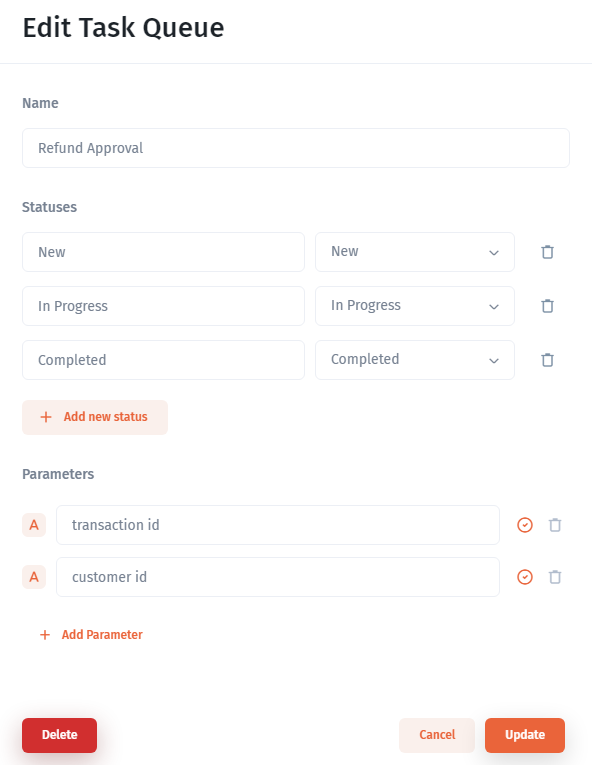 Edit Task Queue
Name
Refund Approval
Statuses
New New
In Progress In Progress
Completed Completed
Add new status
Parameters
A transaction id
A customer id
Add Parameter
Delete Cancel Update